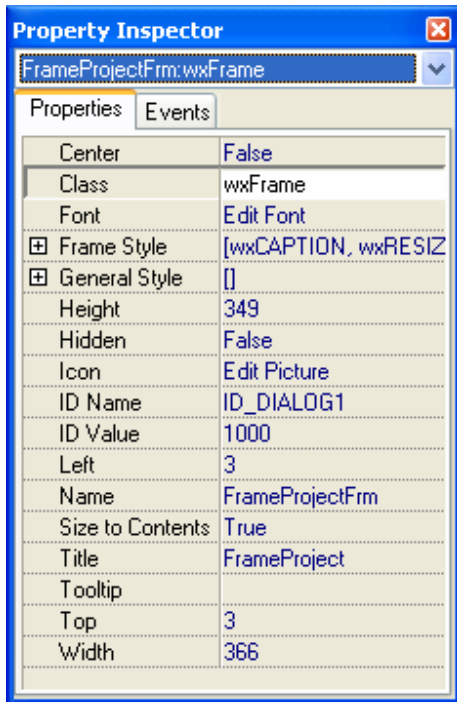 Property Inspector
FrameProjectFrm:wxFrame
Properties Events
Center False
Class wxFrame
Font Edit Font
Frame Style [wxCAPTION, wxRESIZ
General Style []
Height 349
Hidden False
Icon Edit Picture
ID Name ID_DIALOG1
ID Value 1000
Left 3
Name FrameProjectFrm
Size to Contents True
Title FrameProject
Tooltip
Top 3
Width 366